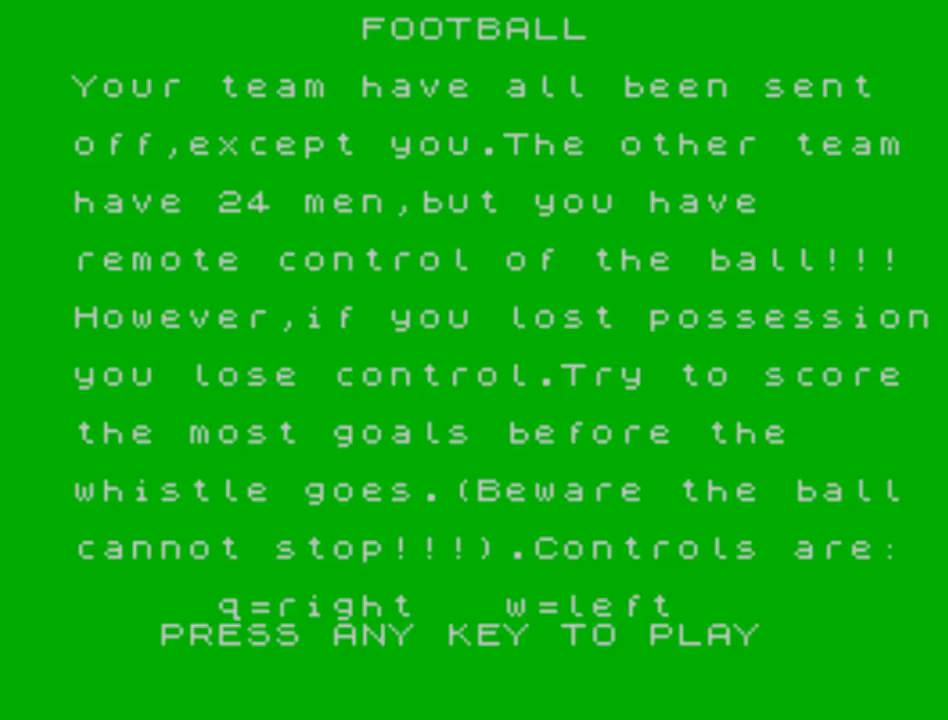 FOOTBALL
Your team have all been sent
off,except you.The other team
have 24 men,but you have
remote control of the ball!!!
However,if you lost possession
you lose control.Try to score
the most goals before the
whistle goes.(Beware the ball
cannot stop!!!).Controls are:
q=right w=left
PRESS ANY KEY TO PLAY